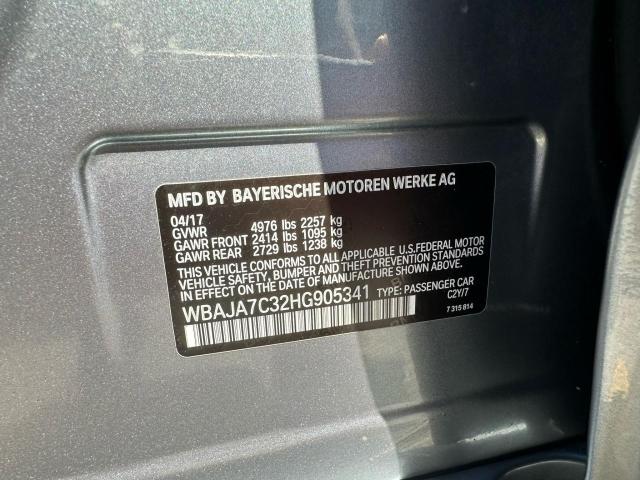 MFD BY BAYERISCHE MOTOREN WERKE AG
04/17
GVWR 4976 lbs 2257 kg
GAWR FRONT 2414 lbs 1095 kg
GAWR REAR 2729 lbs 1238 kg
THIS VEHICLE CONFORMS TO ALL APPLICABLE U.S.FEDERAL MOTOR
VEHICLE SAFETY, BUMPER AND THEFT PREVENTION STANDARDS
IN EFFECT ON THE DATE OF MANUFACTURE SHOWN ABOVE.
WBAJA7C32HG905341 TYPE: PASSENGER CAR
C2Y/7
7 315 814